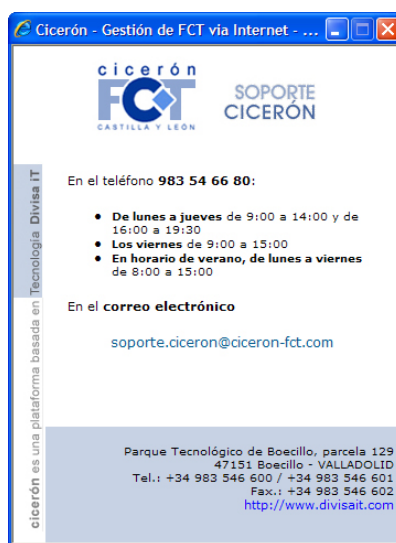 Cicerón - Gestión de FCT via Internet - ...
cicerón
FCT
CASTILLA Y LEÓN
SOPORTE
CICERÓN
En el teléfono 983 54 66 80:
De lunes a jueves de 9:00 a 14:00 y de
16:00 a 19:30
Los viernes de 9:00 a 15:00
En horario de verano, de lunes a viernes
de 8:00 a 15:00
En el correo electrónico
soporte.ciceron@ciceron-fct.com
cicerón es una plataforma basada en Tecnología Divisa iT
Parque Tecnológico de Boecillo, parcela 129
47151 Boecillo - VALLADOLID
Tel.: +34 983 546 600 / +34 983 546 601
Fax.: +34 983 546 602
http://www.divisait.com